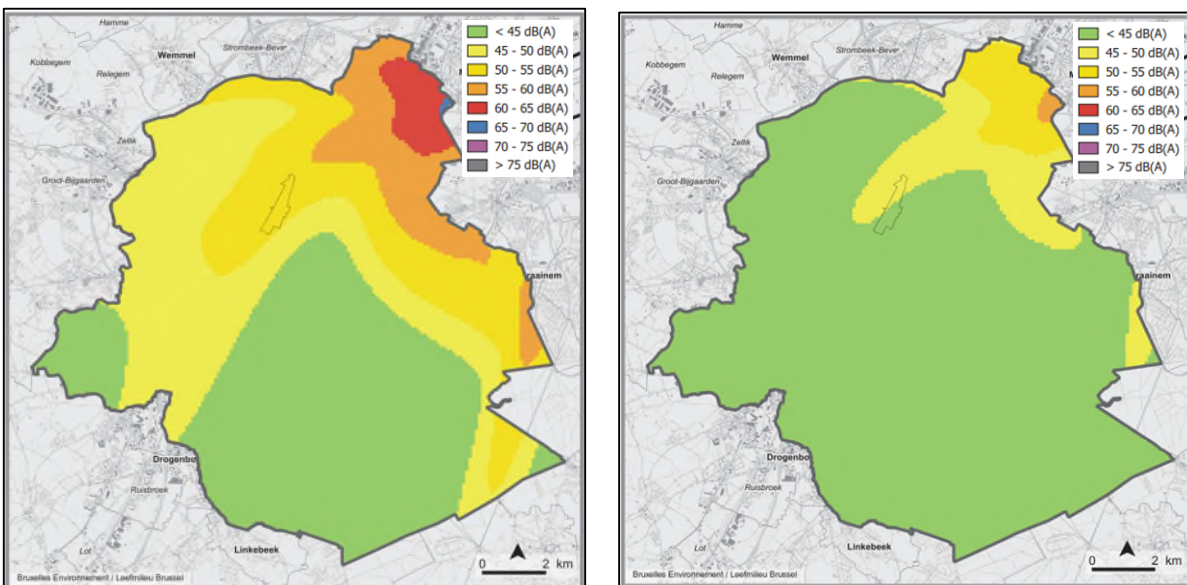 Hamme
Wemmel
Strombeek-Bever
Kobbegem
Relegem
Zellik
Groot-Bijgaarden
< 45 dB(A)
45 - 50 dB(A)
50 - 55 dB(A)
55 - 60 dB(A)
60 - 65 dB(A)
65 - 70 dB(A)
70 - 75 dB(A)
> 75 dB(A)
raainem
Drogenbo
Ruisbroek
Lot
Linkebeek
0 2 km
Bruxelles Environnement / Leefmilieu Brussel
Hamme
Wemmel
Strombeek-Bever
Kobbegem
Relegem
Zellik
Groot-Bijgaarden
< 45 dB(A)
45 - 50 dB(A)
50 - 55 dB(A)
55 - 60 dB(A)
60 - 65 dB(A)
65 - 70 dB(A)
70 - 75 dB(A)
> 75 dB(A)
raainem
Drogenbo
Ruisbroek
Lot
Linkebeek
0 2 km
Bruxelles Environnement / Leefmilieu Brussel